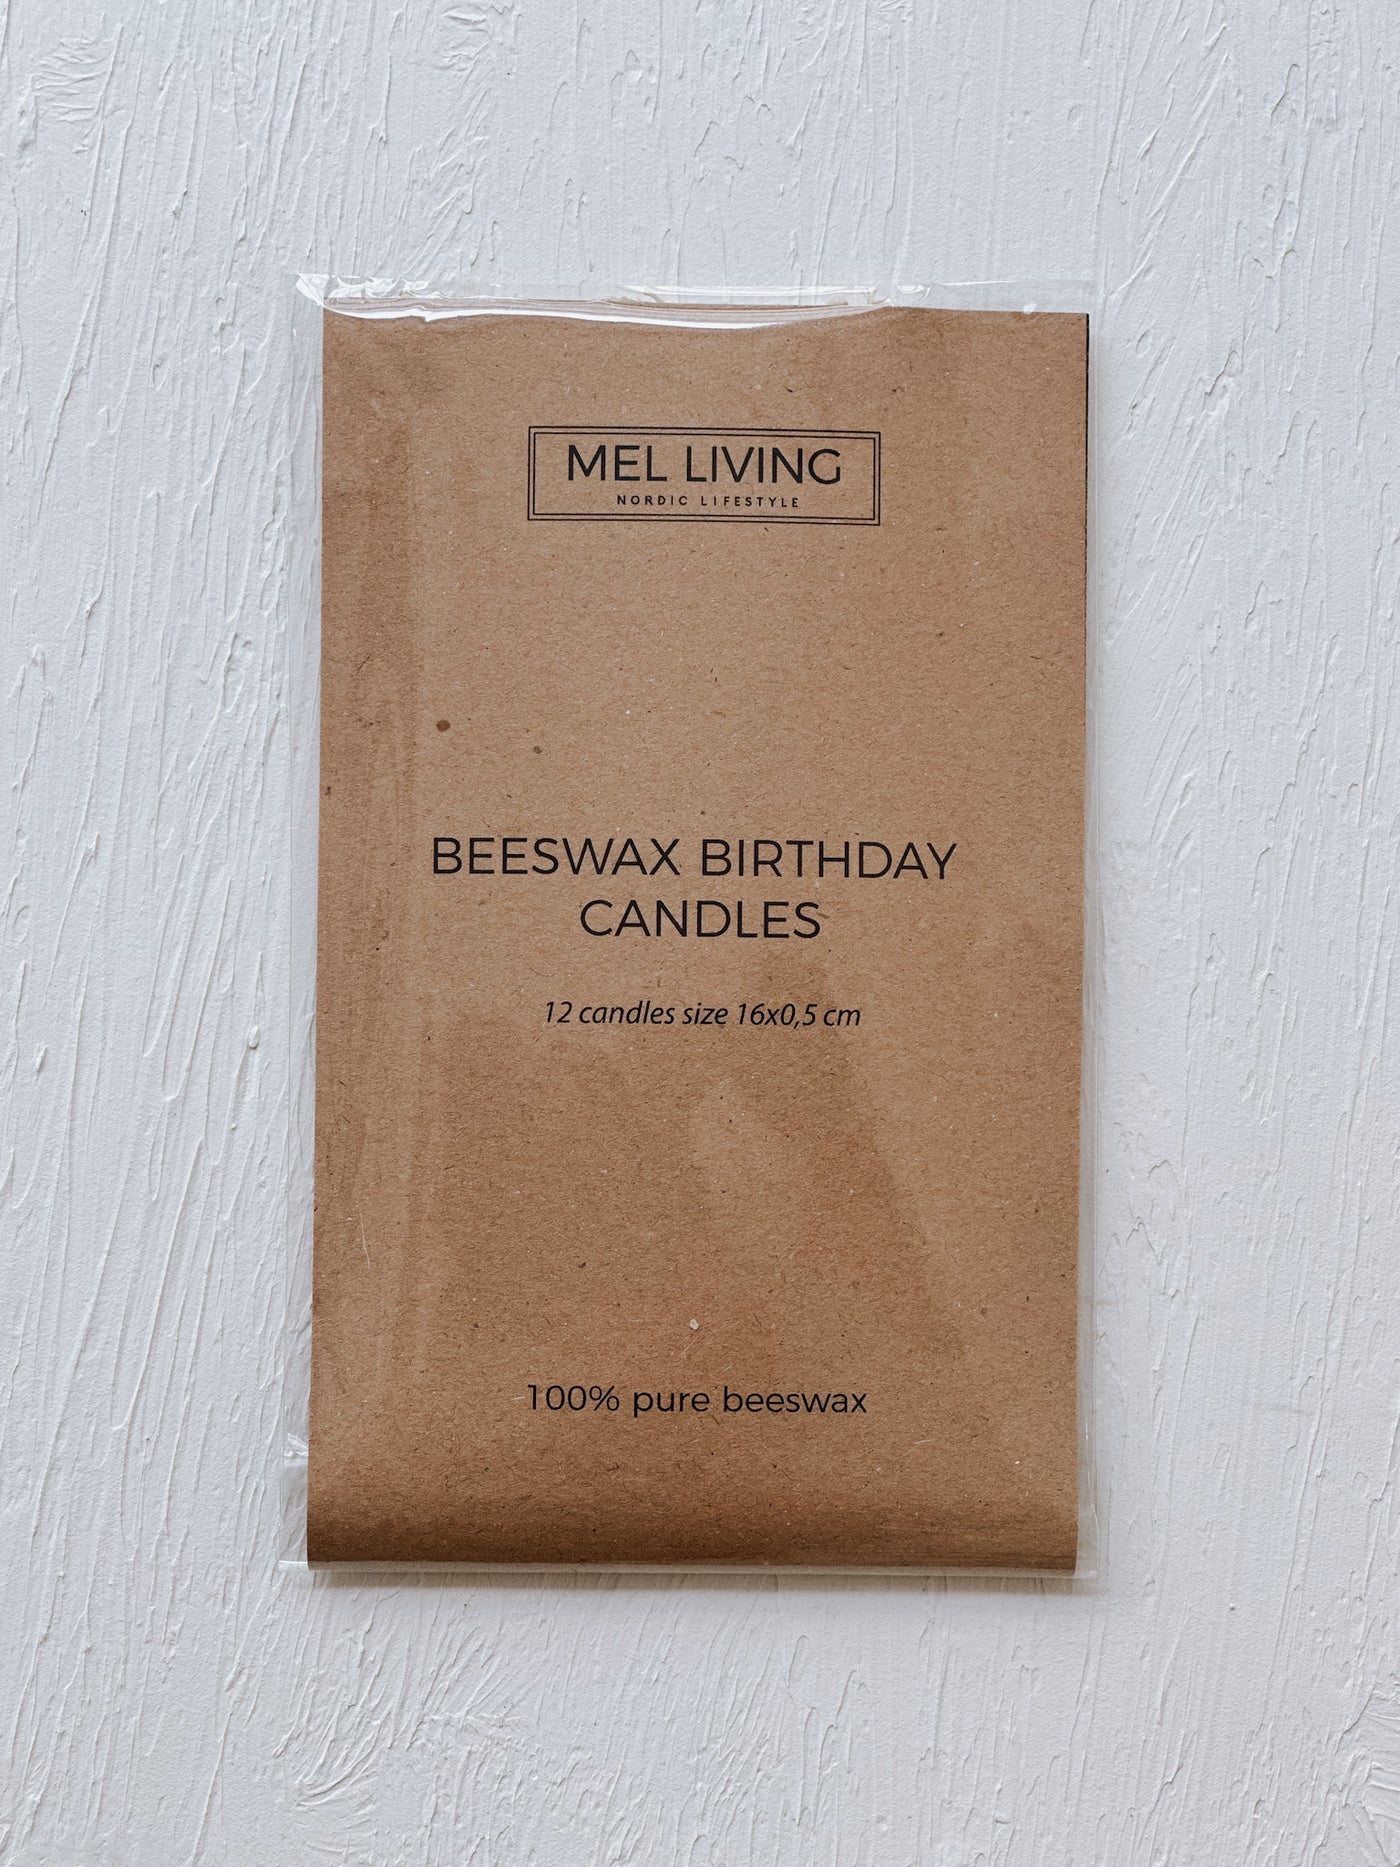 MEL LIVING
NORDIC LIFESTYLE
BEESWAX BIRTHDAY
CANDLES
12 candles size 16x0,5 cm
100% pure beeswax